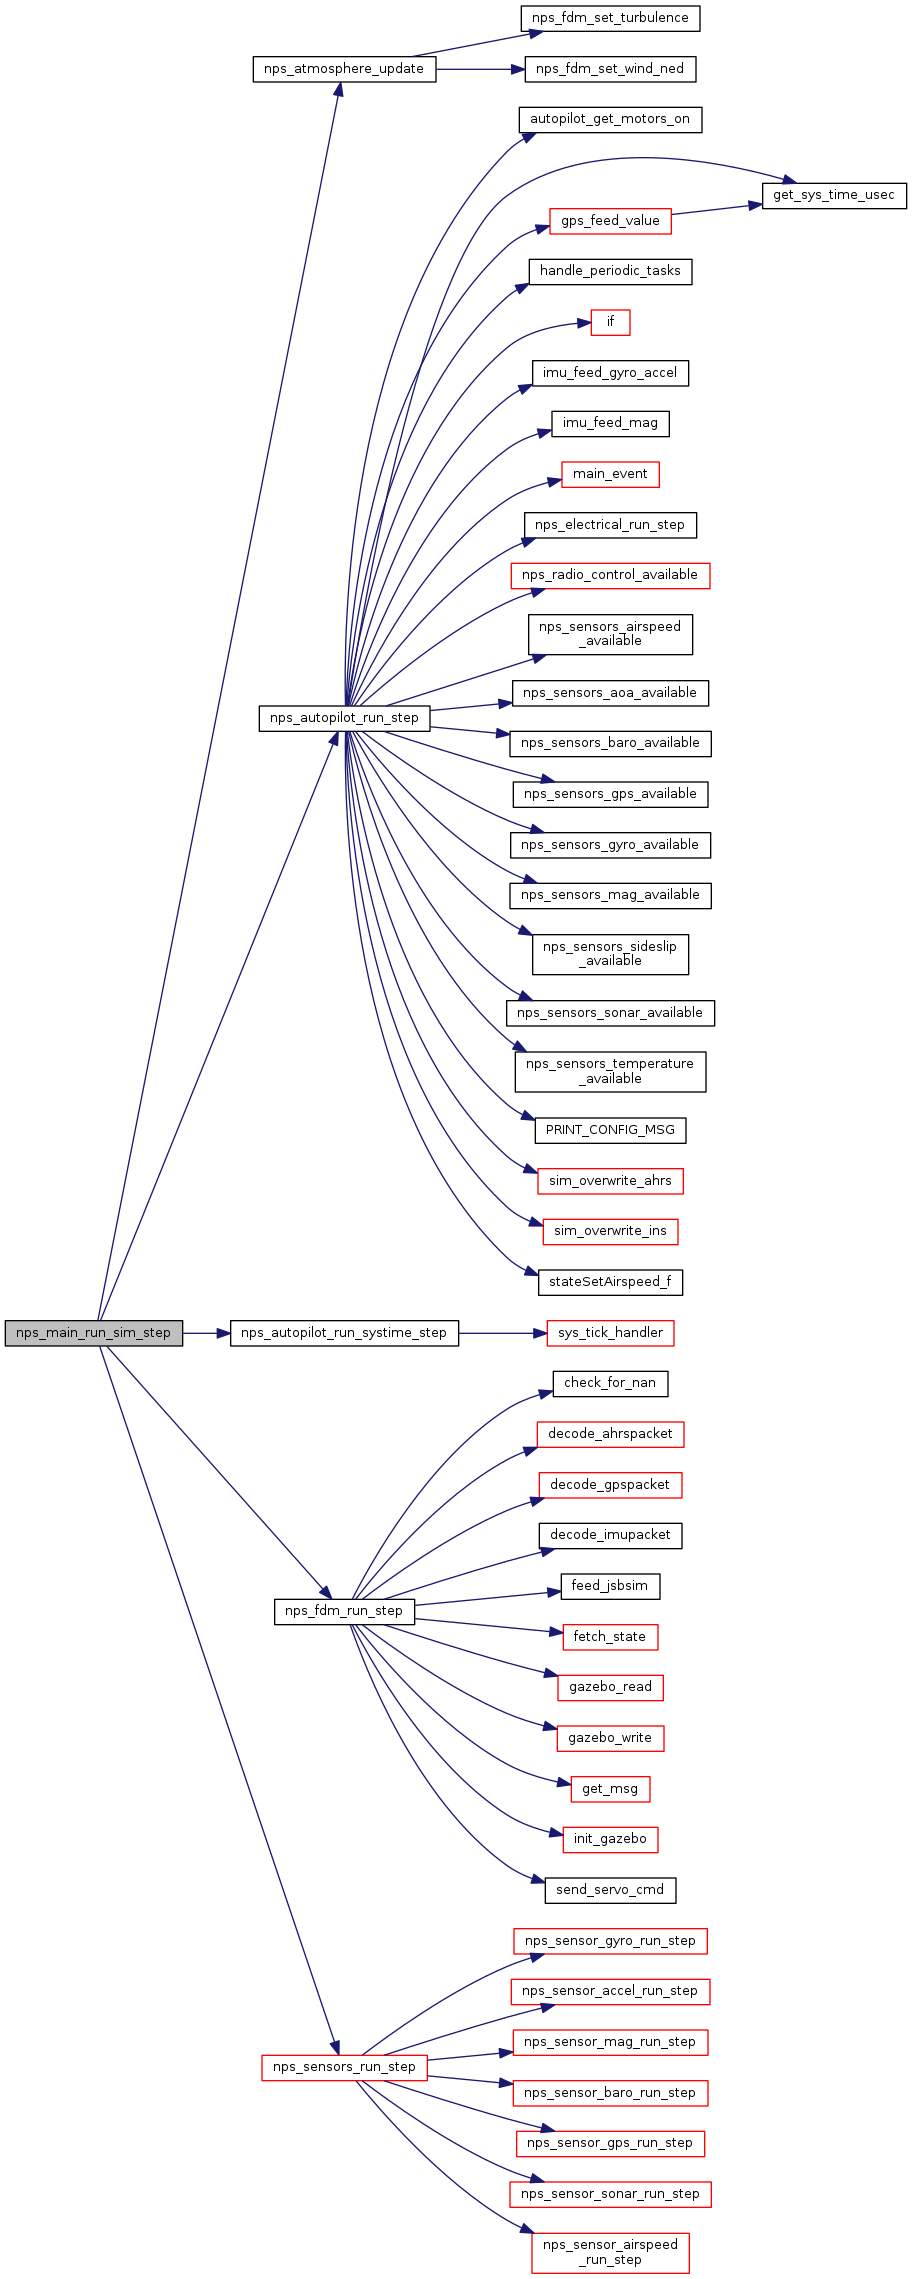 nps_fdm_set_turbulence
nps_atmosphere_update
nps_fdm_set_wind_ned
autopilot_get_motors_on
get_sys_time_usec
gps_feed_value
handle_periodic_tasks
if
imu_feed_gyro_accel
imu_feed_mag
main_event
nps_electrical_run_step
nps_radio_control_available
nps_sensors_airspeed
_available
nps_sensors_aoa_available
nps_autopilot_run_step
nps_sensors_baro_available
nps_sensors_gps_available
nps_sensors_gyro_available
nps_sensors_mag_available
nps_sensors_sideslip
_available
nps_sensors_sonar_available
nps_sensors_temperature
_available
PRINT_CONFIG_MSG
sim_overwrite_ahrs
sim_overwrite_ins
stateSetAirspeed_f
nps_main_run_sim_step
nps_autopilot_run_systime_step
sys_tick_handler
check_for_nan
decode_ahrspacket
decode_gpspacket
decode_imupacket
feed_jsbsim
nps_fdm_run_step
fetch_state
gazebo_read
gazebo_write
get_msg
init_gazebo
send_servo_cmd
nps_sensor_gyro_run_step
nps_sensor_accel_run_step
nps_sensor_mag_run_step
nps_sensors_run_step
nps_sensor_baro_run_step
nps_sensor_gps_run_step
nps_sensor_sonar_run_step
nps_sensor_airspeed
_run_step